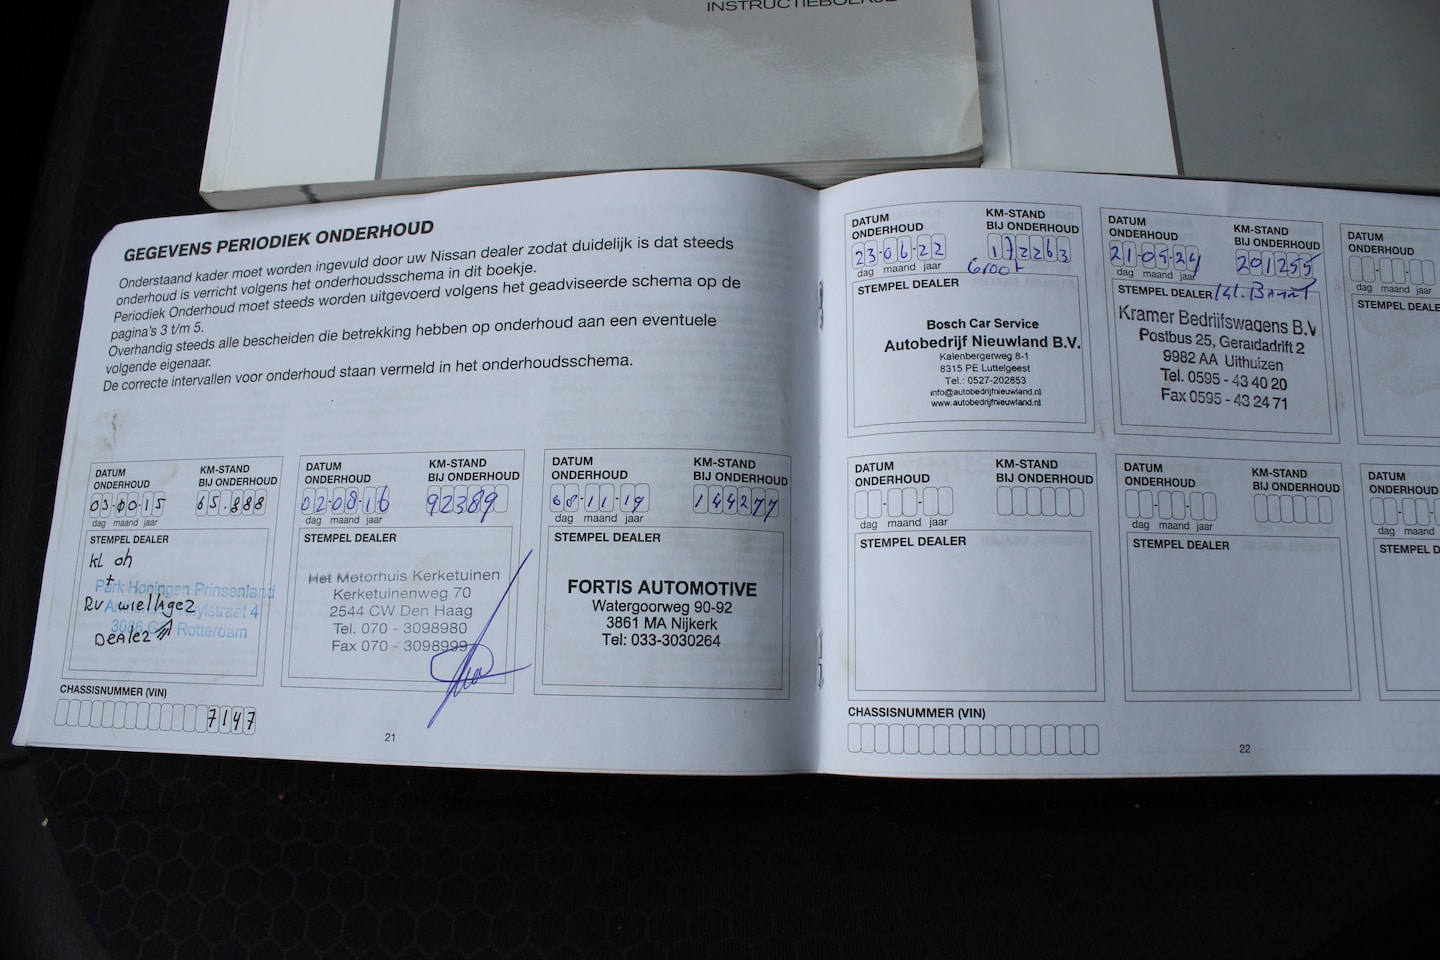 INSTRUCTIEBOEKJE
GEGEVENS PERIODIEK ONDERHOUD
Onderstaand kader moet worden ingevuld door uw Nissan dealer zodat duidelijk is dat steeds
onderhoud is verricht volgens het onderhoudsschema in dit boekje.
Periodiek Onderhoud moet steeds worden uitgevoerd volgens het geadviseerde schema op de
pagina's 3 t/m 5.
Overhandig steeds alle bescheiden die betrekking hebben op onderhoud aan een eventuele
volgende eigenaar.
De correcte intervallen voor onderhoud staan vermeld in het onderhoudsschema.
DATUM ONDERHOUD
KM-STAND BIJ ONDERHOUD
65.888
dag maand jaar
STEMPEL DEALER
KL oh
+
Park Honingen Prinsenland
Rotterdam
CHASSISNUMMER (VIN)
7147
DATUM ONDERHOUD
KM-STAND BIJ ONDERHOUD
02-08-16
92389
dag maand jaar
STEMPEL DEALER
Het Motorhuis Kerketuinen
Kerketuinenweg 70
2544 CW Den Haag
Tel. 070 - 3098980
Fax 070 - 3098999
DATUM ONDERHOUD
KM-STAND BIJ ONDERHOUD
08-11-19
144277
dag maand jaar
STEMPEL DEALER
FORTIS AUTOMOTIVE
Watergoorweg 90-92
3861 MA Nijkerk
Tel: 033-3030264
21
DATUM ONDERHOUD
KM-STAND BIJ ONDERHOUD
23-06-22
172263
dag maand jaar
Groot
STEMPEL DEALER
Bosch Car Service
Autobedrijf Nieuwland B.V.
Kalenbergerweg 8-1
8315 PE Luttelgeest
Tel.: 0527-202853
info@autobedrijfnieuwland.nl
www.autobedrijfnieuwland.nl
DATUM ONDERHOUD
KM-STAND BIJ ONDERHOUD
21-05-24
201255
dag maand jaar
STEMPEL DEALER
Kramer Bedrijfswagens B.V.
Postbus 25, Geraidadrift 2
9982 AA Uithuizen
Tel. 0595 - 43 40 20
Fax 0595 - 43 24 71
DATUM ONDERHOUD
dag maand jaar
STEMPEL DEALE
DATUM ONDERHOUD
KM-STAND BIJ ONDERHOUD
dag maand jaar
STEMPEL DEALER
DATUM ONDERHOUD
KM-STAND BIJ ONDERHOUD
dag maand jaar
STEMPEL DEALER
DATUM ONDERHOUD
dag maand
STEMPEL D
CHASSISNUMMER (VIN)
22